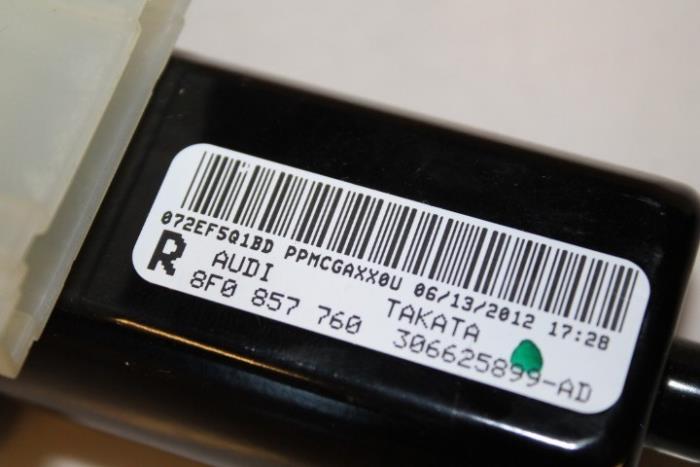 072EF5Q1BD PPMCGAXX0U 06/13/2012 17:28
R AUDI TAKATA
8F0 857 760 306625899-AD